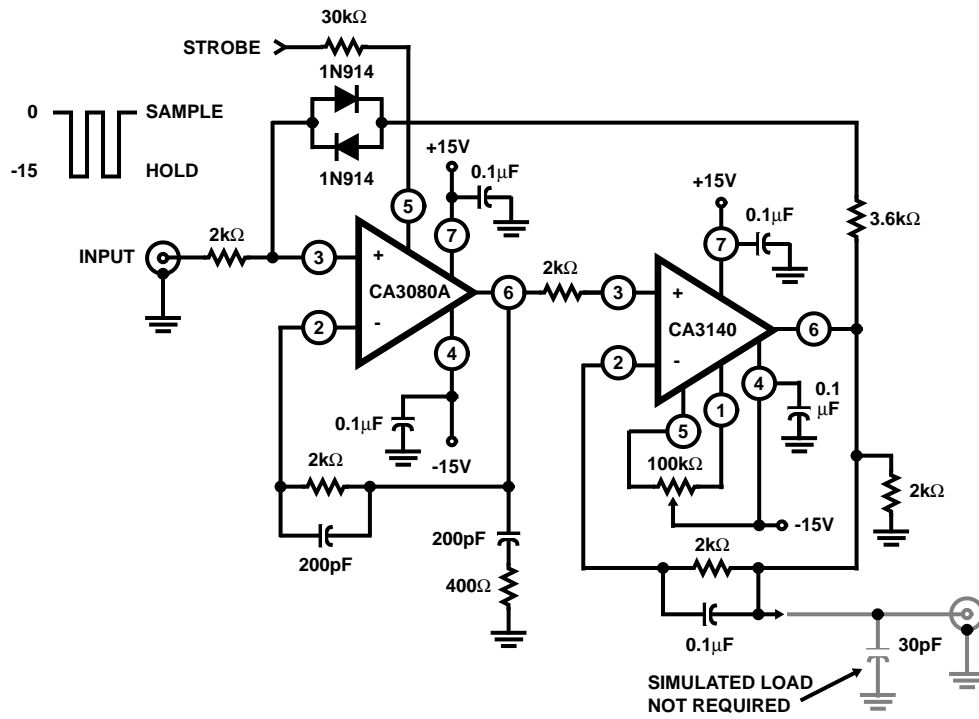 30kΩ
STROBE
1N914
0
SAMPLE
-15
HOLD
1N914
+15V
0.1µF
+15V
0.1µF
3.6kΩ
5
7
7
INPUT
2kΩ
3
+
CA3080A
6
2kΩ
3
+
CA3140
6
2
-
2
-
4
4
0.1µF
0.1
µF
5
1
-15V
100kΩ
2kΩ
2kΩ
-15V
200pF
200pF
2kΩ
400Ω
0.1µF
30pF
SIMULATED LOAD
NOT REQUIRED